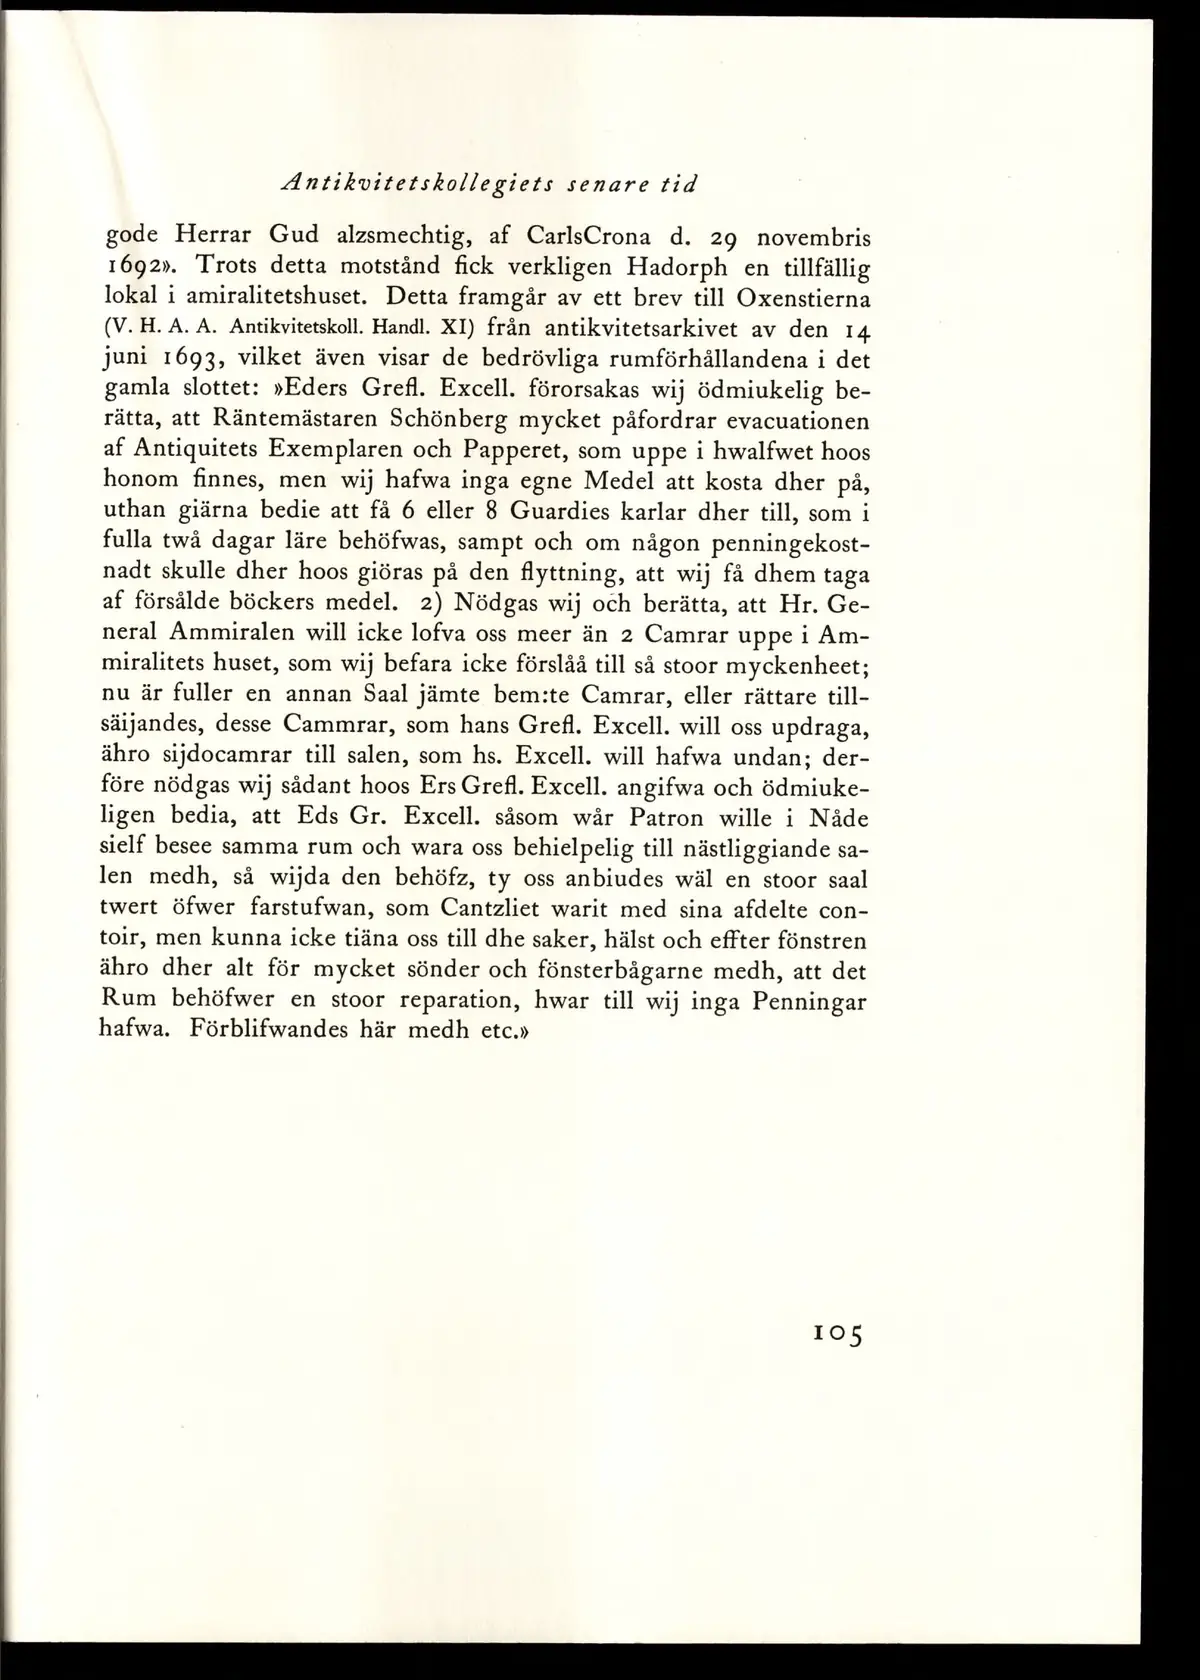 Antikvitetskollegiets senare tid
gode Herrar Gud alzsmechtig, af CarlsCrona d. 29 novembris
1692». Trots detta motstånd fick verkligen Hadorph en tillfällig
lokal i amiralitetshuset. Detta framgår av ett brev till Oxenstierna
(V. H. A. A. Antikvitetskoll. Handl. XI) från antikvitetsarkivet av den 14
juni 1693, vilket även visar de bedrövliga rumförhållandena i det
gamla slottet: »Eders Grefl. Excell. förorsakas wij ödmiukelig be-
rätta, att Räntemästaren Schönberg mycket påfordrar evacuationen
af Antiquitets Exemplaren och Papperet, som uppe i hwalfwet hoos
honom finnes, men wij hafwa inga egne Medel att kosta dher på,
uthan giärna bedie att få 6 eller 8 Guardies karlar dher till, som i
fulla twå dagar läre behöfwas, sampt och om någon penningekost-
nadt skulle dher hoos giöras på den flyttning, att wij få dhem taga
af försålde böckers medel. 2) Nödgas wij och berätta, att Hr. Ge-
neral Ammiralen will icke lofva oss meer än 2 Camrar uppe i Am-
miralitets huset, som wij befara icke förslåå till så stoor myckenheet;
nu är fuller en annan Saal jämte bem:te Camrar, eller rättare till-
säijandes, desse Cammrar, som hans Grefl. Excell. will oss updraga,
ähro sijdocamrar till salen, som hs. Excell. will hafwa undan; der-
före nödgas wij sådant hoos Ers Grefl. Excell. angifwa och ödmiuke-
ligen bedia, att Eds Gr. Excell. såsom wår Patron wille i Nåde
sielf besee samma rum och wara oss behielpelig till nästliggiande sa-
len medh, så wijda den behöfz, ty oss anbiudes wäl en stoor saal
twert öfwer farstufwan, som Cantzliet warit med sina afdelte con-
toir, men kunna icke tiäna oss till dhe saker, hälst och effter fönstren
ähro dher alt för mycket sönder och fönsterbågarne medh, att det
Rum behöfwer en stoor reparation, hwar till wij inga Penningar
hafwa. Förblifwandes här medh etc.»
105